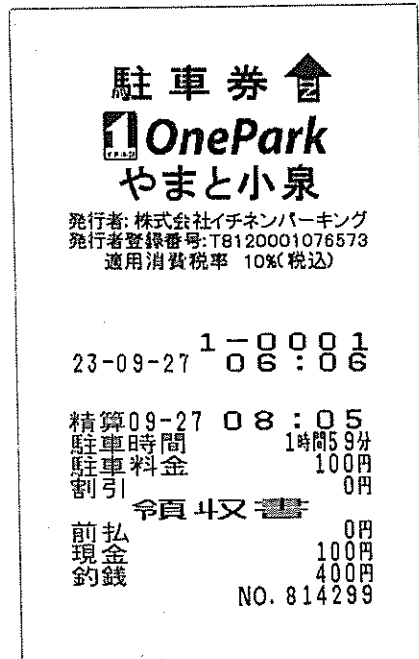 駐車券
1 OnePark
イチネン
やまと小泉
発行者:株式会社イチネンパーキング
発行者登録番号:T8120001076573
適用消費税率 10%(税込)
1-0001
23-09-27 06:06
精算09-27 08:05
駐車時間 1時間59分
駐車料金 100円
割引 0円
領収書
前払 0円
現金 100円
釣銭 400円
NO.814299